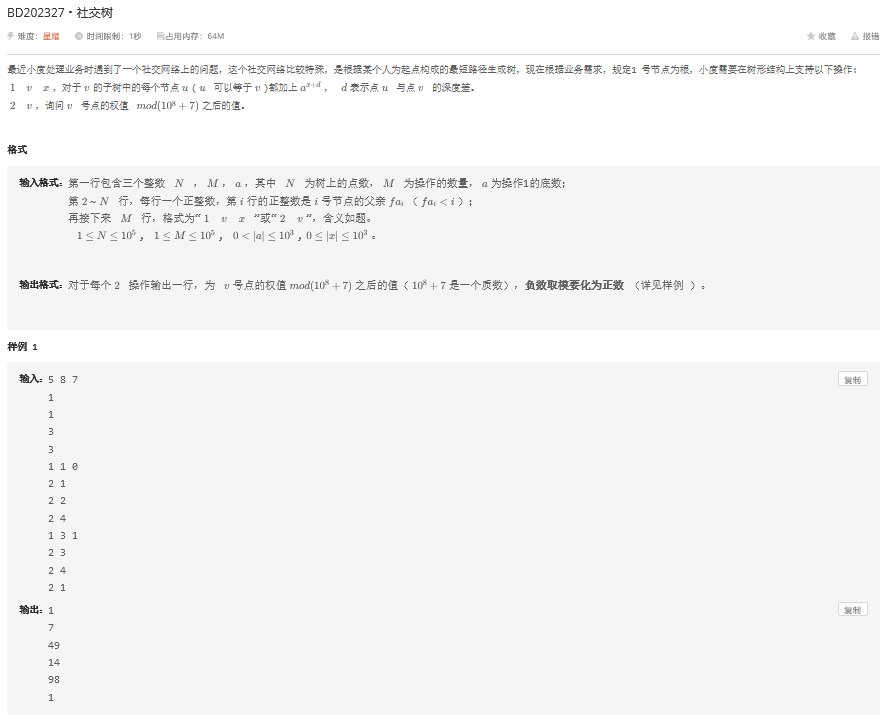 BD202327・社交树
难度：星耀 时间限制：1秒 占用内存：64M 收藏 报错
最近小度处理业务时遇到了一个社交网络上的问题，这个社交网络比较特殊，是根据某个人为起点构成的最短路径生成树，现在根据业务需求，规定1 号节点为根，小度需要在树形结构上支持以下操作：
1 v x，对于 v 的子树中的每个节点 u ( u 可以等于 v )都加上 a^{x+d}， d 表示点 u 与点 v 的深度差。
2 v，询问 v 号点的权值 mod(10^8 + 7) 之后的值。
格式
输入格式：第一行包含三个整数 N ，M，a，其中 N 为树上的点数，M 为操作的数量，a 为操作1的底数；
第 2 ~ N 行，每行一个正整数，第 i 行的正整数是 i 号节点的父亲 fa_i （ fa_i < i ）；
再接下来 M 行，格式为“ 1 v x ”或“ 2 v ”，含义如题。
1 ≤ N ≤ 10^5 ，1 ≤ M ≤ 10^5 ，0 < |a| ≤ 10^3 , 0 ≤ |x| ≤ 10^3 。
输出格式：对于每个 2 操作输出一行，为 v 号点的权值 mod(10^8 + 7) 之后的值（ 10^8 + 7 是一个质数），负数取模要化为正数 （详见样例 ）。
样例 1
输入：5 8 7 复制
1
1
3
3
1 1 0
2 1
2 2
2 4
1 3 1
2 3
2 4
2 1
输出：1 复制
7
49
14
98
1